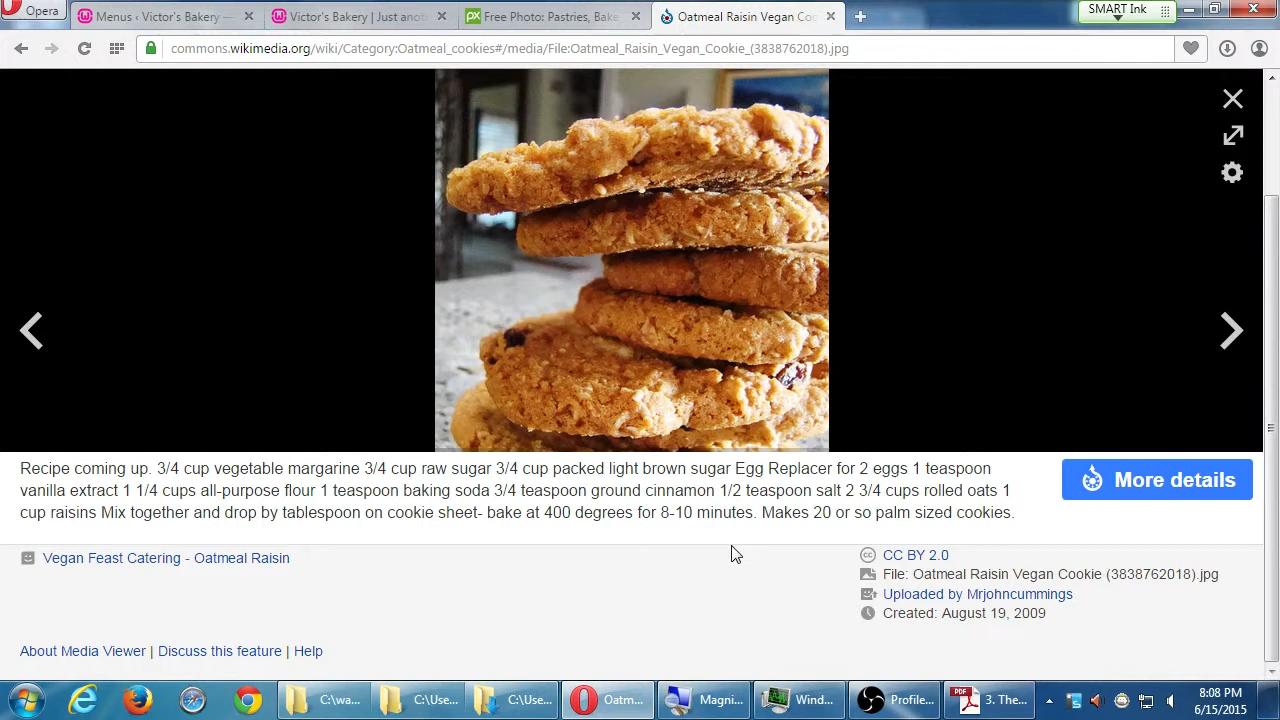 Opera
Menus ‹ Victor's Bakery —
Victor's Bakery | Just anot
Free Photo: Pastries, Bake
Oatmeal Raisin Vegan Coo
SMART Ink
commons.wikimedia.org/wiki/Category:Oatmeal_cookies#/media/File:Oatmeal_Raisin_Vegan_Cookie_(3838762018).jpg
Recipe coming up. 3/4 cup vegetable margarine 3/4 cup raw sugar 3/4 cup packed light brown sugar Egg Replacer for 2 eggs 1 teaspoon
vanilla extract 1 1/4 cups all-purpose flour 1 teaspoon baking soda 3/4 teaspoon ground cinnamon 1/2 teaspoon salt 2 3/4 cups rolled oats 1
cup raisins Mix together and drop by tablespoon on cookie sheet- bake at 400 degrees for 8-10 minutes. Makes 20 or so palm sized cookies.
More details
Vegan Feast Catering - Oatmeal Raisin
CC BY 2.0
File: Oatmeal Raisin Vegan Cookie (3838762018).jpg
Uploaded by Mrjohncummings
Created: August 19, 2009
About Media Viewer | Discuss this feature | Help
C:\wa...
C:\Use...
C:\Use...
Oatm...
Magni...
Wind...
Profile...
3. The...
8:08 PM
6/15/2015